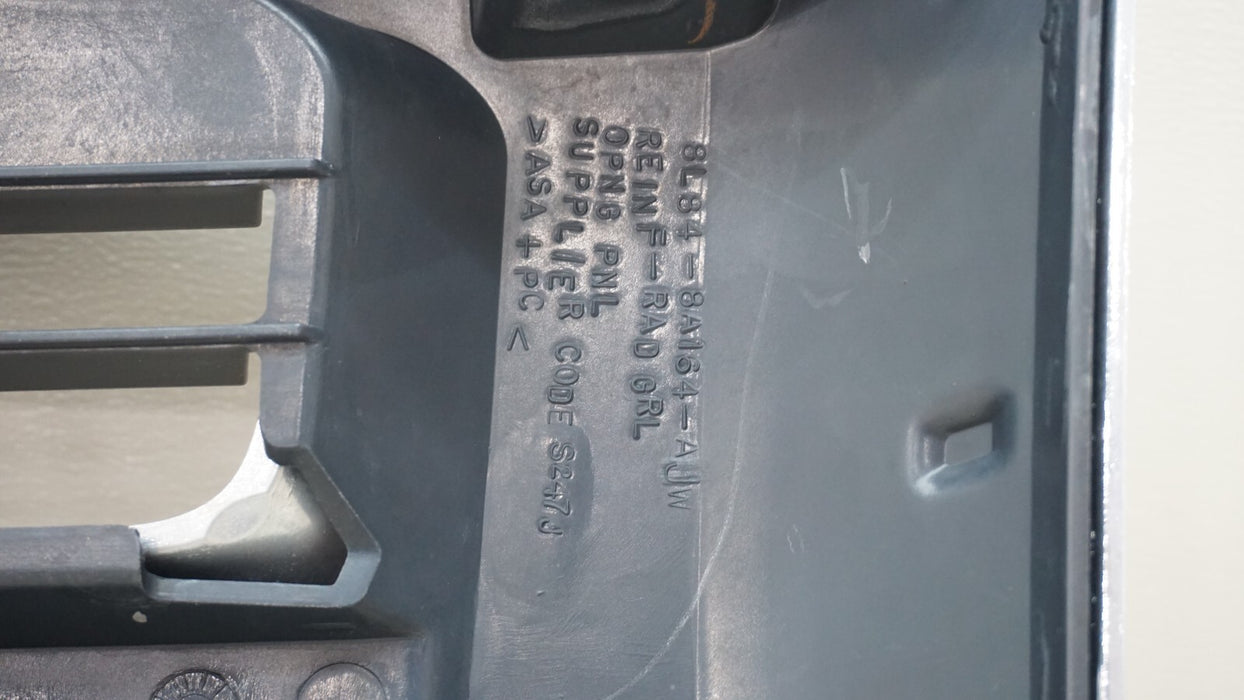 8L84-8A164-AJW
REINF-RAD GRL
OPNG PNL
SUPPLIER CODE S247J
>ASA+PC<